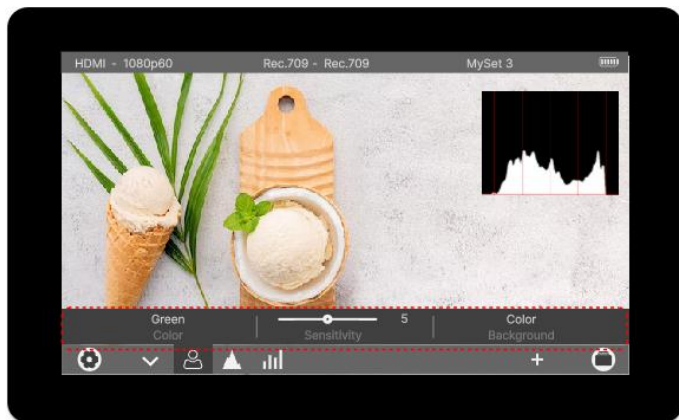 HDMI - 1080p60 Rec.709 - Rec.709 MySet 3
Green 5 Color
Color Sensitivity Background